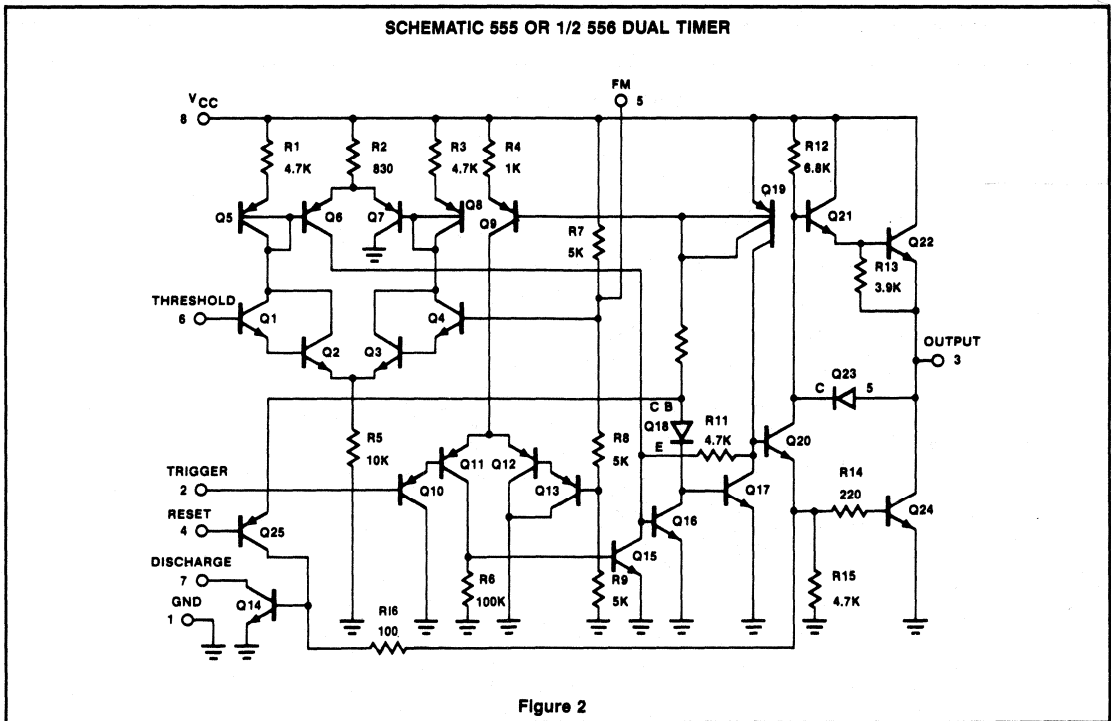 SCHEMATIC 555 OR 1/2 556 DUAL TIMER
FM
5
VCC
8
R1
4.7K
R2
830
R3
4.7K
R4
1K
R12
6.8K
Q5
Q6
Q7
Q8
Q9
Q19
Q21
Q22
R7
5K
R13
3.9K
THRESHOLD
6
Q1
Q2
Q3
Q4
OUTPUT
3
Q23
C
5
C B
Q18
E
R11
4.7K
Q20
R5
10K
R8
5K
Q11
Q12
TRIGGER
2
Q10
Q13
Q17
R14
220
Q24
RESET
4
Q25
Q16
Q15
DISCHARGE
7
R6
100K
R9
5K
R15
4.7K
GND
1
Q14
R16
100
Figure 2